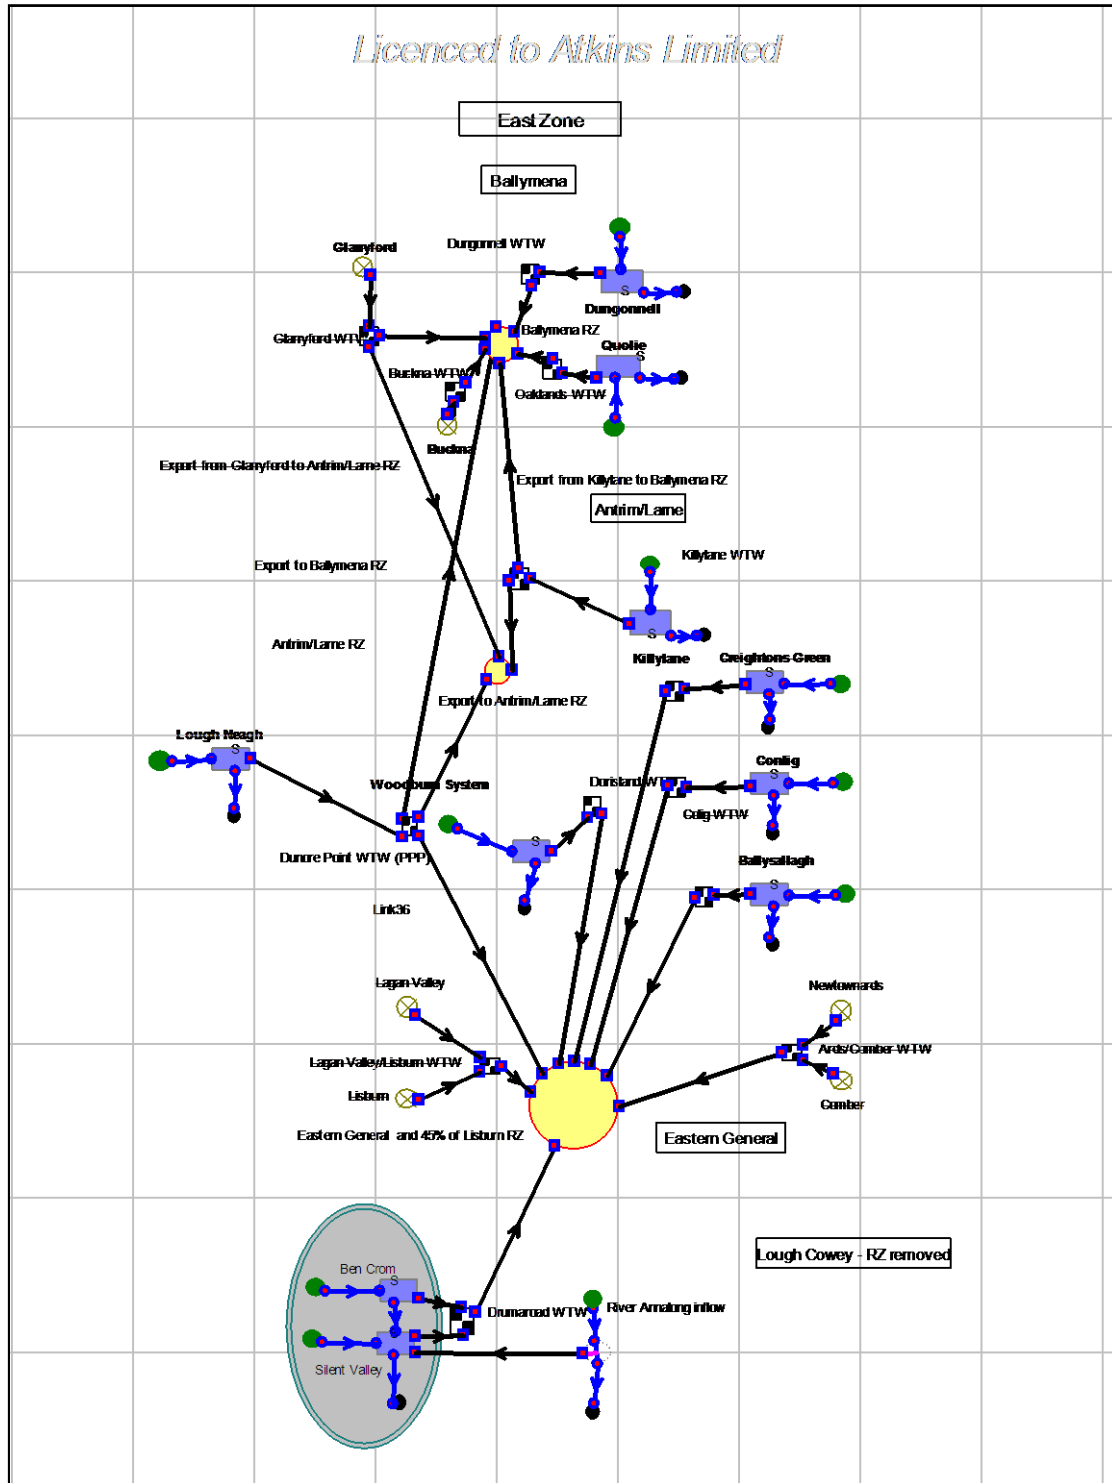 Licenced to Atkins Limited
East Zone
Ballymena
Dungonnell WTW
Glarryford
Dungonnell
Ballymena RZ
Glarryford WTW
Quolie
Buckna WTW
Oaklands WTW
Buckna
Export from Glarryford to Antrim/Larne RZ
Export from Killylane to Ballymena RZ
Antrim/Larne
Killylane WTW
Export to Ballymena RZ
Antrim/Larne RZ
Killylane
Creightons Green
Export to Antrim/Larne RZ
Lough Neagh
Conlig
Woodburn System
Dorisland WTW
Colig WTW
Dunore Point WTW (PPP)
Ballysallagh
Link36
Lagan Valley
Newtownards
Lagan Valley/Lisburn WTW
Ards/Comber WTW
Lisburn
Comber
Eastern General and 45% of Lisburn RZ
Eastern General
Lough Cowey - RZ removed
Ben Crom
Drumaroad WTW
River Annalong inflow
Silent Valley
S
S
S
S
S
S
S
S
S